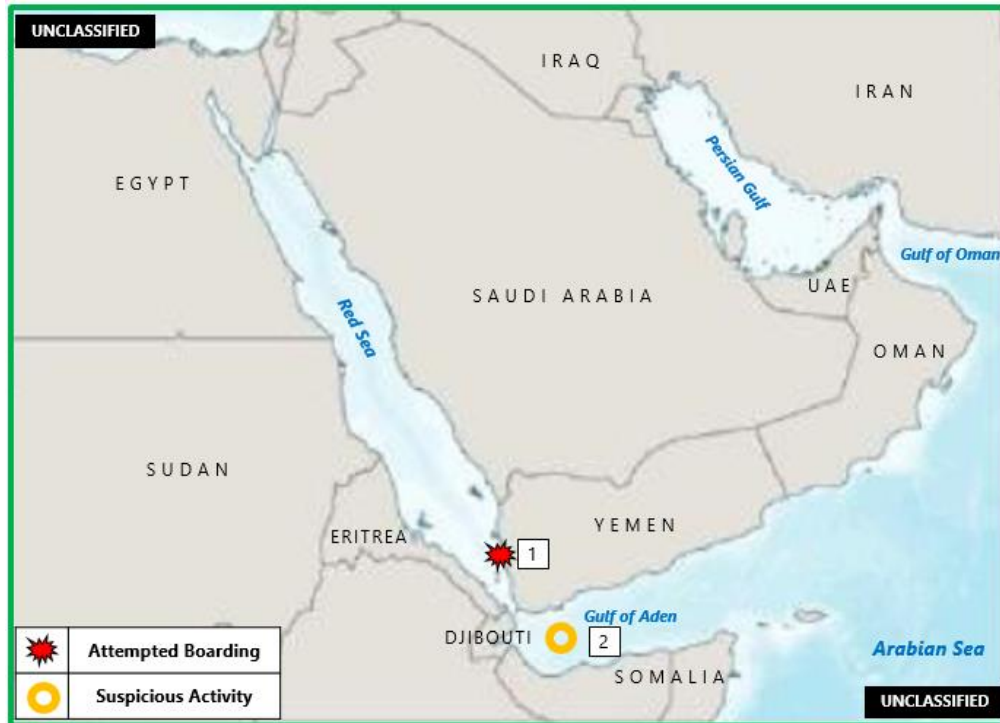 UNCLASSIFIED
IRAQ
IRAN
EGYPT
Persian Gulf
Gulf of Oman
UAE
SAUDI ARABIA
Red Sea
OMAN
SUDAN
YEMEN
ERITREA
1
Gulf of Aden
DJIBOUTI
2
Arabian Sea
SOMALIA
Attempted Boarding
Suspicious Activity
UNCLASSIFIED